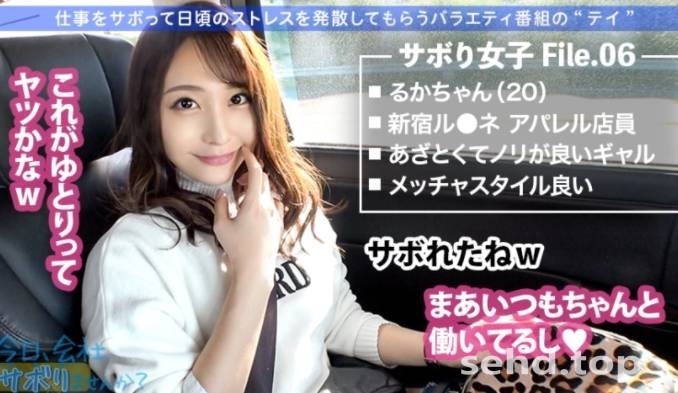 仕事をサボって日頃のストレスを発散してもらうバラエティ番組の“テイ”
サボり女子 File.06
■ るかちゃん(20)
■ 新宿ル●ネ アパレル店員
■ あざとくてノリが良いギャル
■ メッチャスタイル良い
これがゆとりって
ヤツかなw
サボれたねw
まあいつもちゃんと
働いてるし♥
今日、会社
サボりませんか?
sehd.top